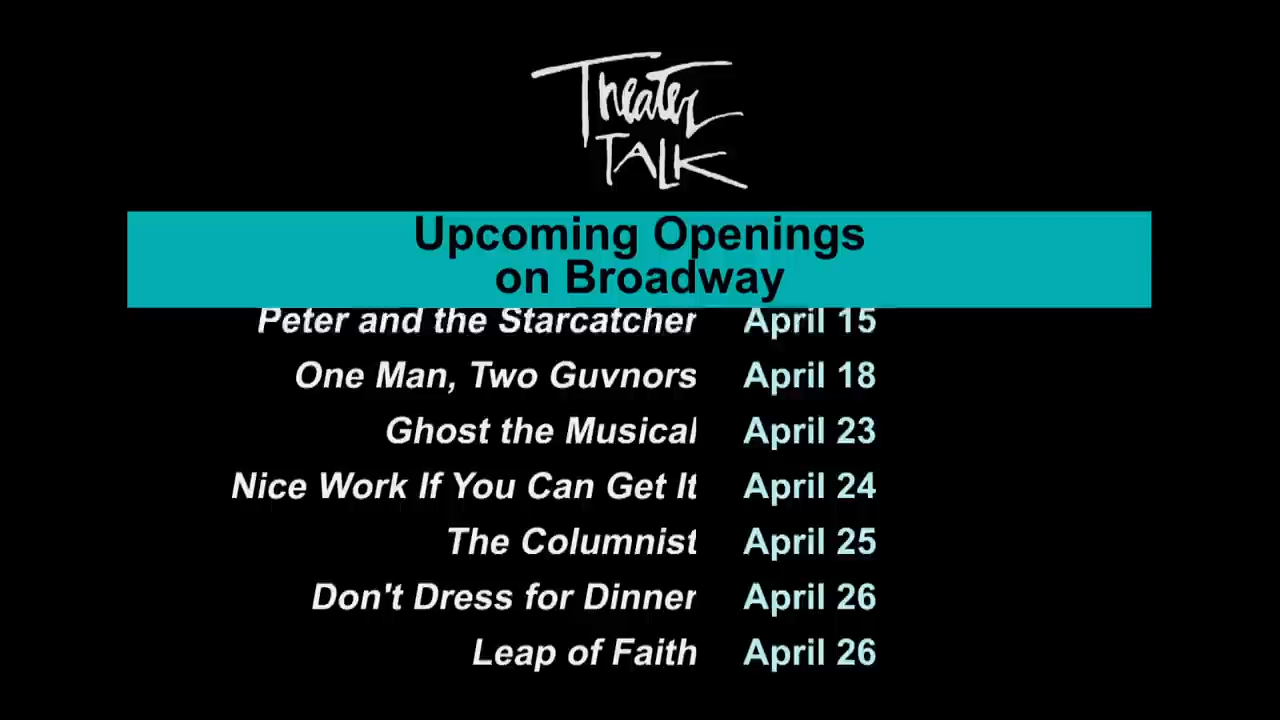 Theater
TALK
Upcoming Openings
on Broadway
Peter and the Starcatcher April 15
One Man, Two Guvnors April 18
Ghost the Musical April 23
Nice Work If You Can Get It April 24
The Columnist April 25
Don't Dress for Dinner April 26
Leap of Faith April 26